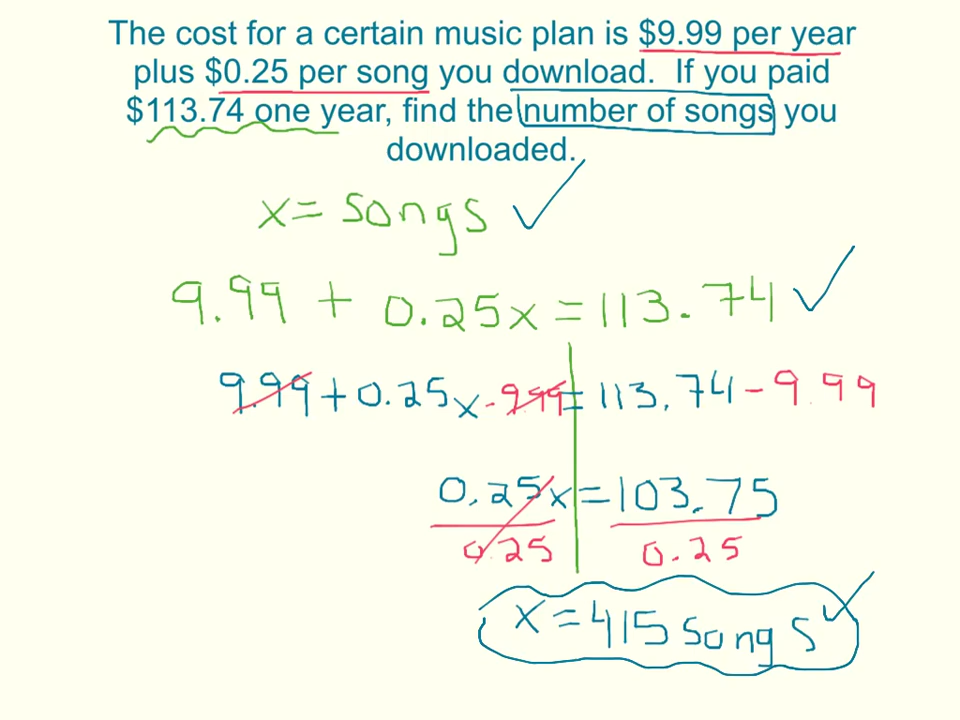 The cost for a certain music plan is $9.99 per year
plus $0.25 per song you download. If you paid
$113.74 one year, find the number of songs you
downloaded.
x = songs
9.99 + 0.25x = 113.74
9.99 + 0.25x - 9.99 = 113.74 - 9.99
0.25x = 103.75
0.25 0.25
x = 415 songs